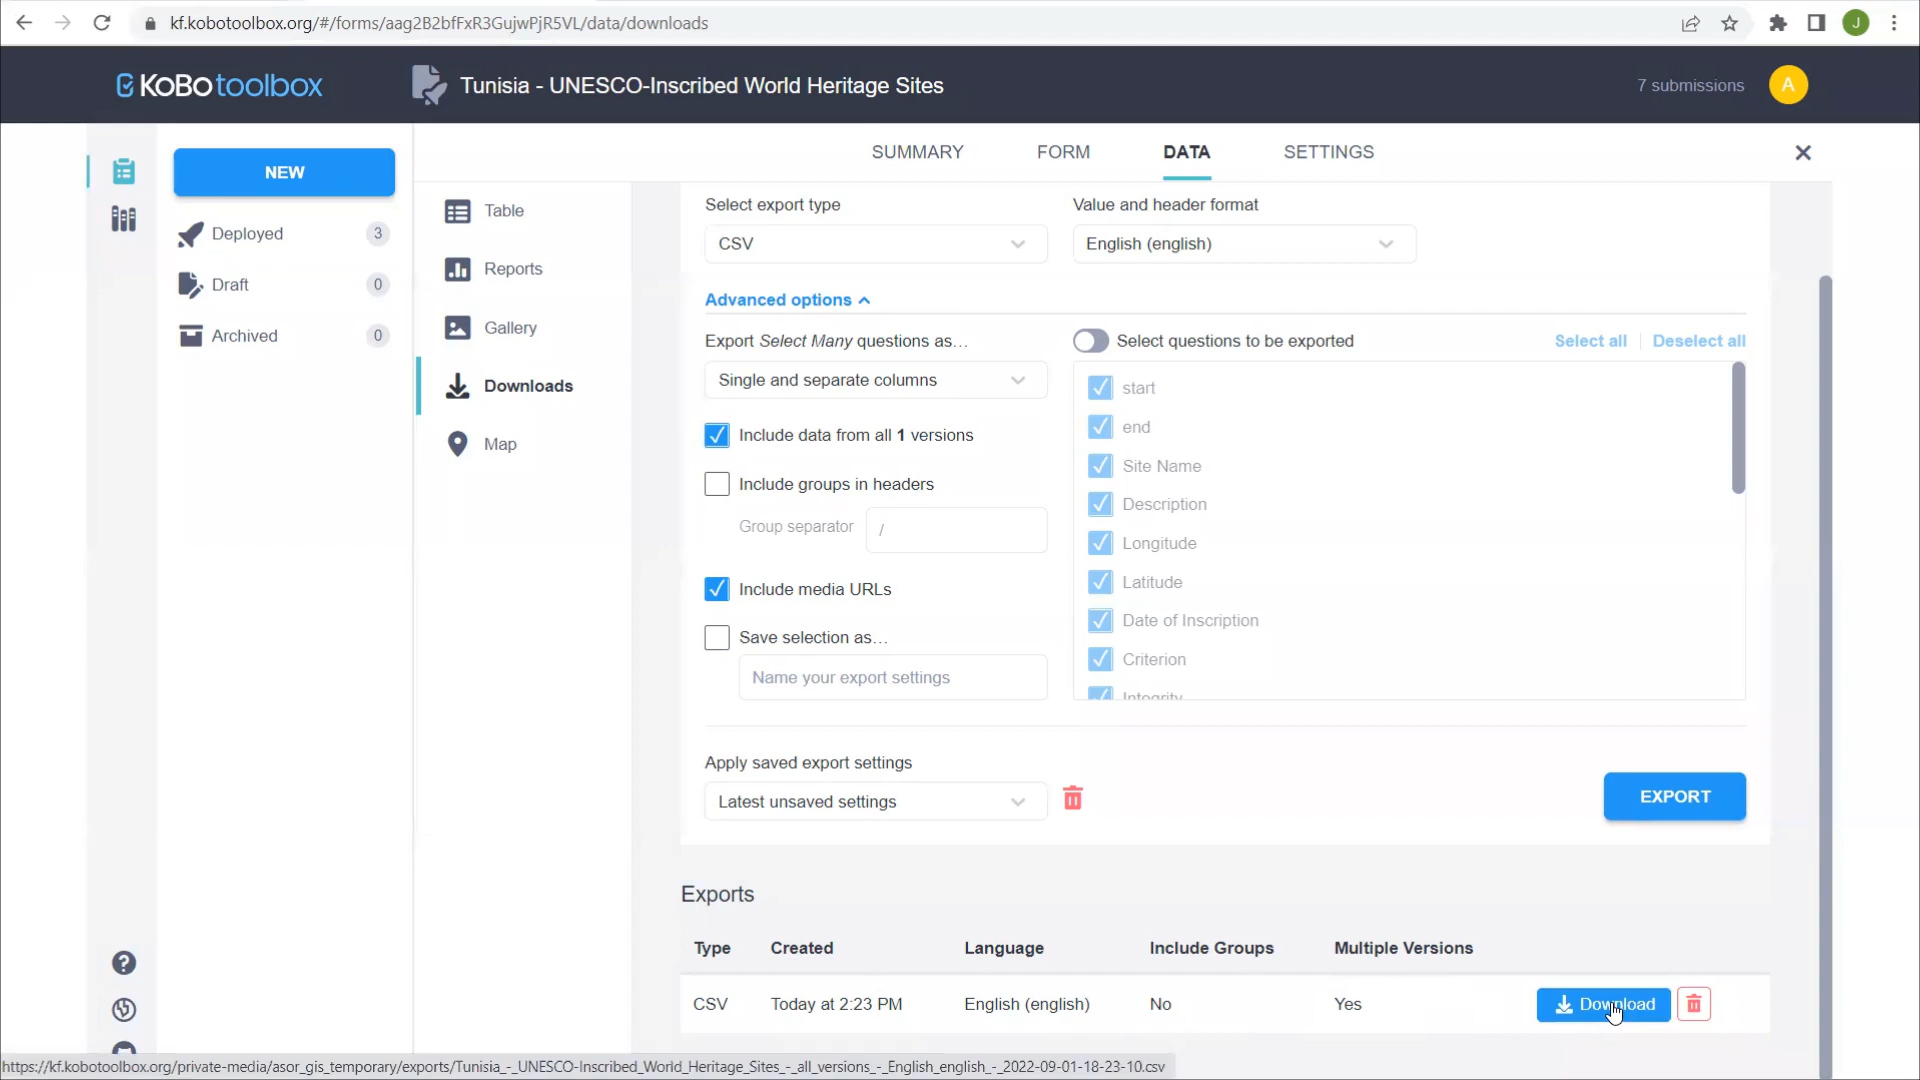 kf.kobotoolbox.org/#/forms/aag2B2bfFxR3GujwPjR5VL/data/downloads
J
KoBotoolbox
Tunisia - UNESCO-Inscribed World Heritage Sites
7 submissions
A
NEW
Deployed 3
Draft 0
Archived 0
SUMMARY FORM DATA SETTINGS
Table
Reports
Gallery
Downloads
Map
Select export type
CSV
Value and header format
English (english)
Advanced options
Export Select Many questions as…
Single and separate columns
Include data from all 1 versions
Include groups in headers
Group separator /
Include media URLs
Save selection as…
Name your export settings
Select questions to be exported
Select all Deselect all
start
end
Site Name
Description
Longitude
Latitude
Date of Inscription
Criterion
Integrity
Apply saved export settings
Latest unsaved settings
EXPORT
Exports
Type Created Language Include Groups Multiple Versions
CSV Today at 2:23 PM English (english) No Yes Download
https://kf.kobotoolbox.org/private-media/asor_gis_temporary/exports/Tunisia_-_UNESCO-Inscribed_World_Heritage_Sites_-_all_versions_-_English_english_-_2022-09-01-18-23-10.csv